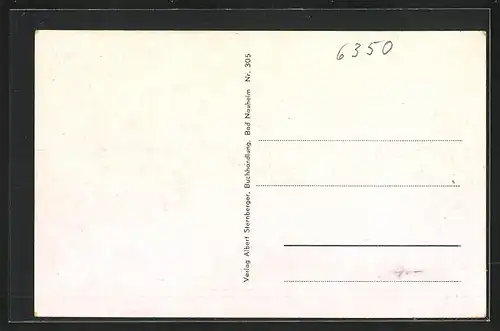 6350
Verlag Albert Sternberger, Buchhandlung, Bad Nauheim Nr. 305